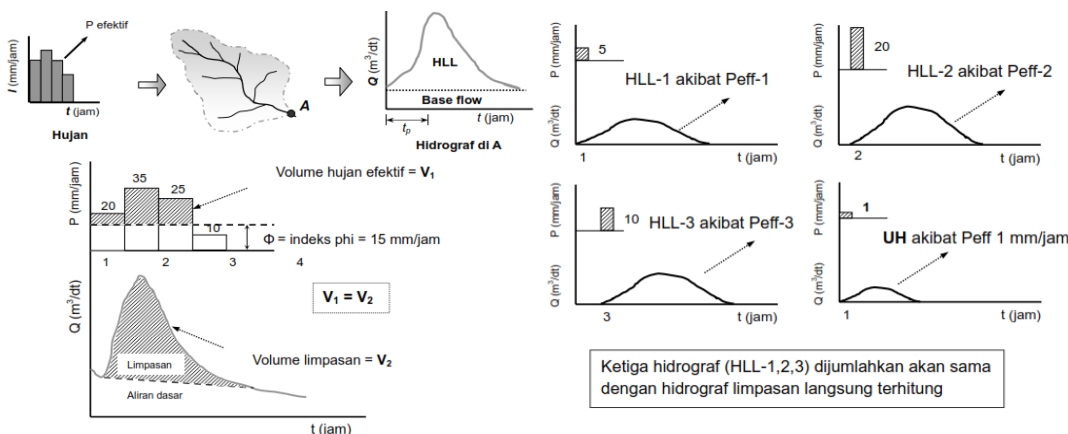 I (mm/jam)
P efektif
t (jam)
Hujan
A
Q (m³/dt)
HLL
Base flow
tp
t (jam)
Hidrograf di A
P (mm/jam)
20
35
25
10
Volume hujan efektif = V₁
Φ = indeks phi = 15 mm/jam
1 2 3 4
Q (m³/dt)
V₁ = V₂
Limpasan
Volume limpasan = V₂
Aliran dasar
t (jam)
P (mm/jam)
5
HLL-1 akibat Peff-1
Q (m³/dt)
1
t (jam)
P (mm/jam)
20
HLL-2 akibat Peff-2
Q (m³/dt)
2
t (jam)
P (mm/jam)
10
HLL-3 akibat Peff-3
Q (m³/dt)
3
t (jam)
P (mm/jam)
1
UH akibat Peff 1 mm/jam
Q (m³/dt)
1
t (jam)
Ketiga hidrograf (HLL-1,2,3) dijumlahkan akan sama
dengan hidrograf limpasan langsung terhitung